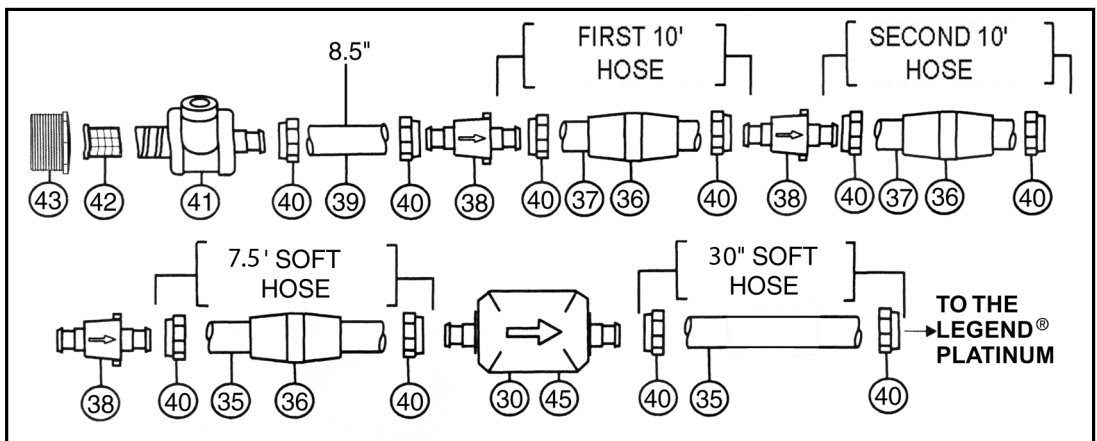 8.5"
FIRST 10'
HOSE
SECOND 10'
HOSE
43 42 41 40 39 40 38 40 37 36 40 38 40 37 36 40
7.5' SOFT
HOSE
30" SOFT
HOSE
TO THE
LEGEND®
PLATINUM
38 40 35 36 40 30 45 40 35 40